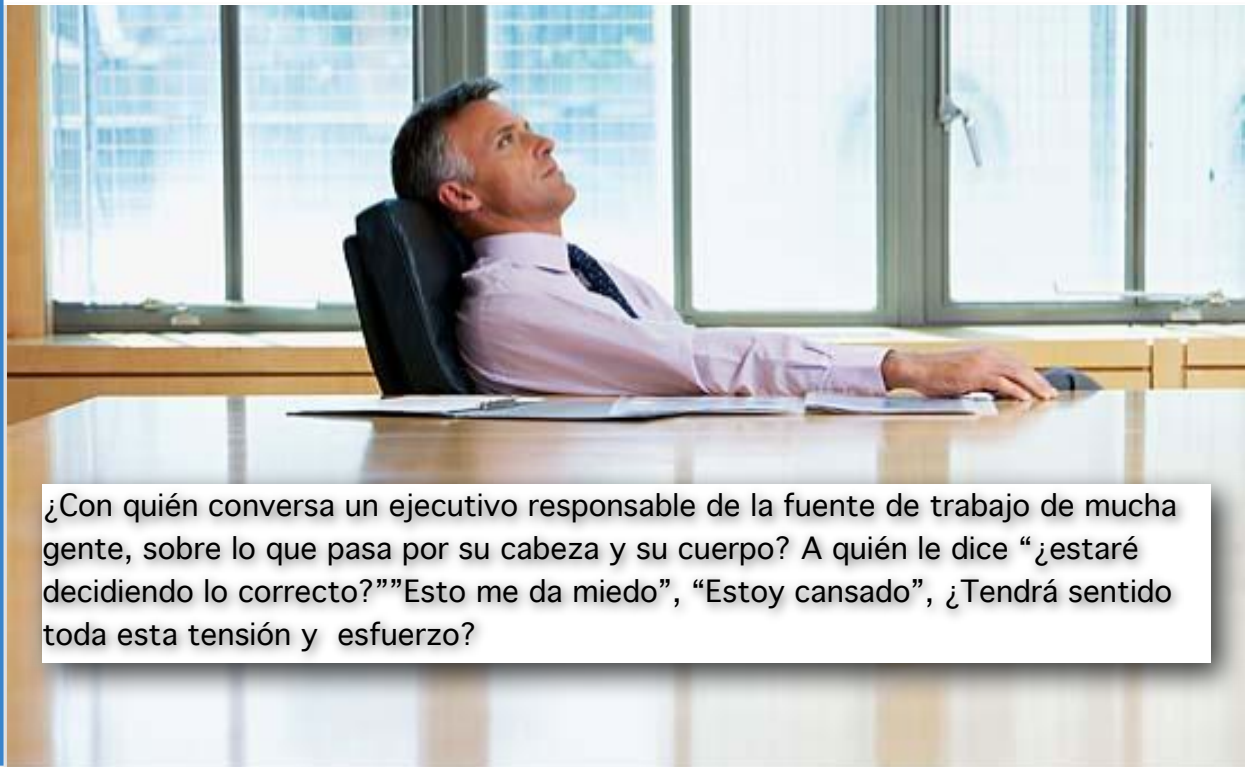 ¿Con quién conversa un ejecutivo responsable de la fuente de trabajo de mucha
gente, sobre lo que pasa por su cabeza y su cuerpo? A quién le dice “¿estaré
decidiendo lo correcto?””Esto me da miedo”, “Estoy cansado”, ¿Tendrá sentido
toda esta tensión y  esfuerzo?